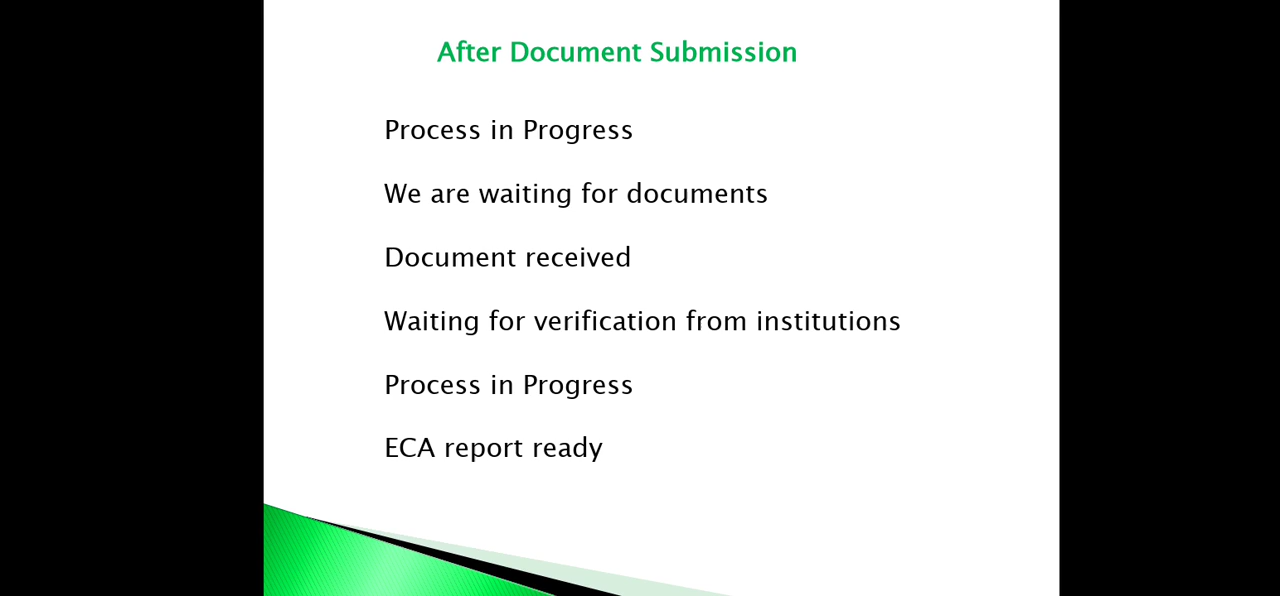 After Document Submission
Process in Progress
We are waiting for documents
Document received
Waiting for verification from institutions
Process in Progress
ECA report ready